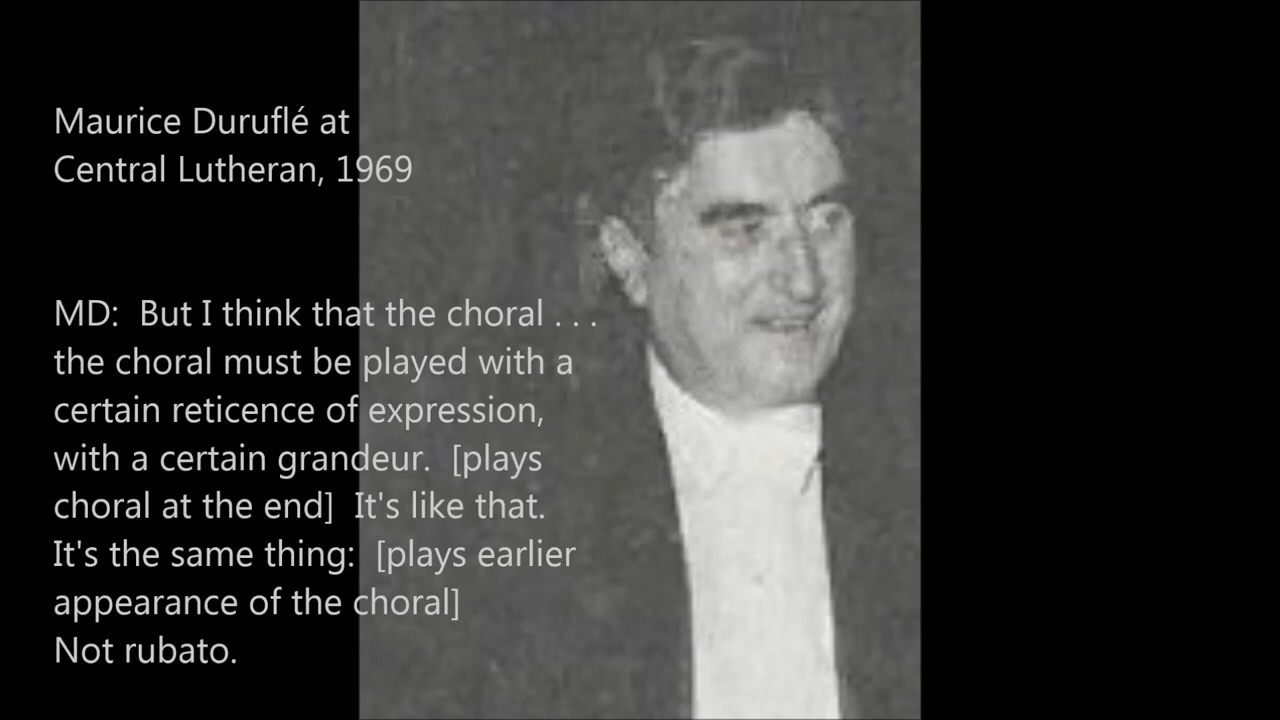 Maurice Duruflé at
Central Lutheran, 1969
MD:  But I think that the choral . . .
the choral must be played with a
certain reticence of expression,
with a certain grandeur.  [plays
choral at the end]  It's like that.
It's the same thing:  [plays earlier
appearance of the choral]
Not rubato.